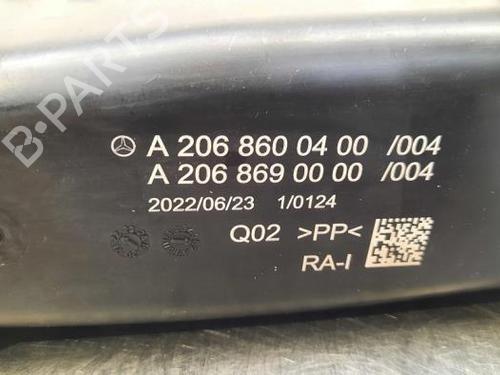 B-PARTS
A 206 860 04 00 /004
A 206 869 00 00 /004
2022/06/23 1/0124
Q02 >PP<
RA-I